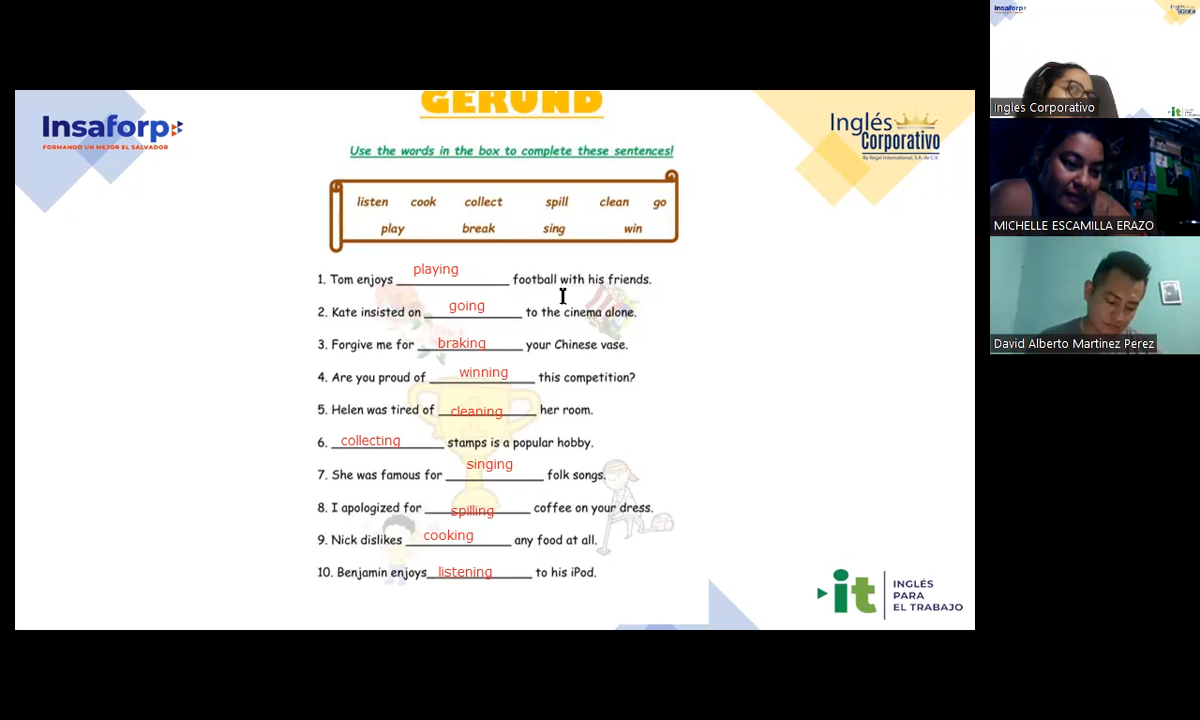 GERUND
Insaforp
FORMANDO UN MEJOR EL SALVADOR
Inglés
Corporativo
By Regal International, S.A. de C.V.
Use the words in the box to complete these sentences!
listen cook collect spill clean go
play break sing win
1. Tom enjoys playing football with his friends.
2. Kate insisted on going to the cinema alone.
3. Forgive me for braking your Chinese vase.
4. Are you proud of winning this competition?
5. Helen was tired of cleaning her room.
6. collecting stamps is a popular hobby.
7. She was famous for singing folk songs.
8. I apologized for spilling coffee on your dress.
9. Nick dislikes cooking any food at all.
10. Benjamin enjoys listening to his iPod.
it
INGLÉS
PARA
EL TRABAJO
Insaforp
Ingles Corporativo
it
MICHELLE ESCAMILLA ERAZO
David Alberto Martinez Perez